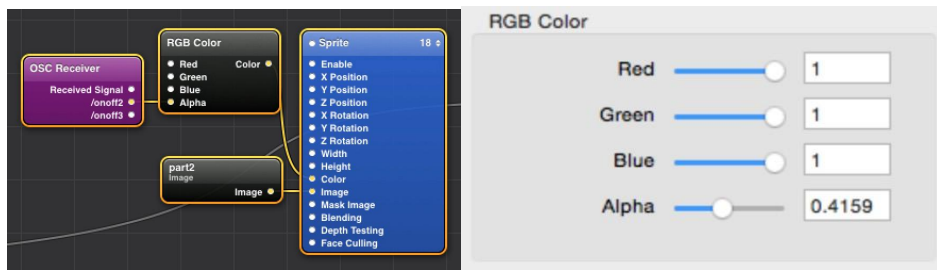 OSC Receiver
Received Signal
/onoff2
/onoff3
RGB Color
Red Color
Green
Blue
Alpha
part2
Image
Image
Sprite 18
Enable
X Position
Y Position
Z Position
X Rotation
Y Rotation
Z Rotation
Width
Height
Color
Image
Mask Image
Blending
Depth Testing
Face Culling
RGB Color
Red 1
Green 1
Blue 1
Alpha 0.4159